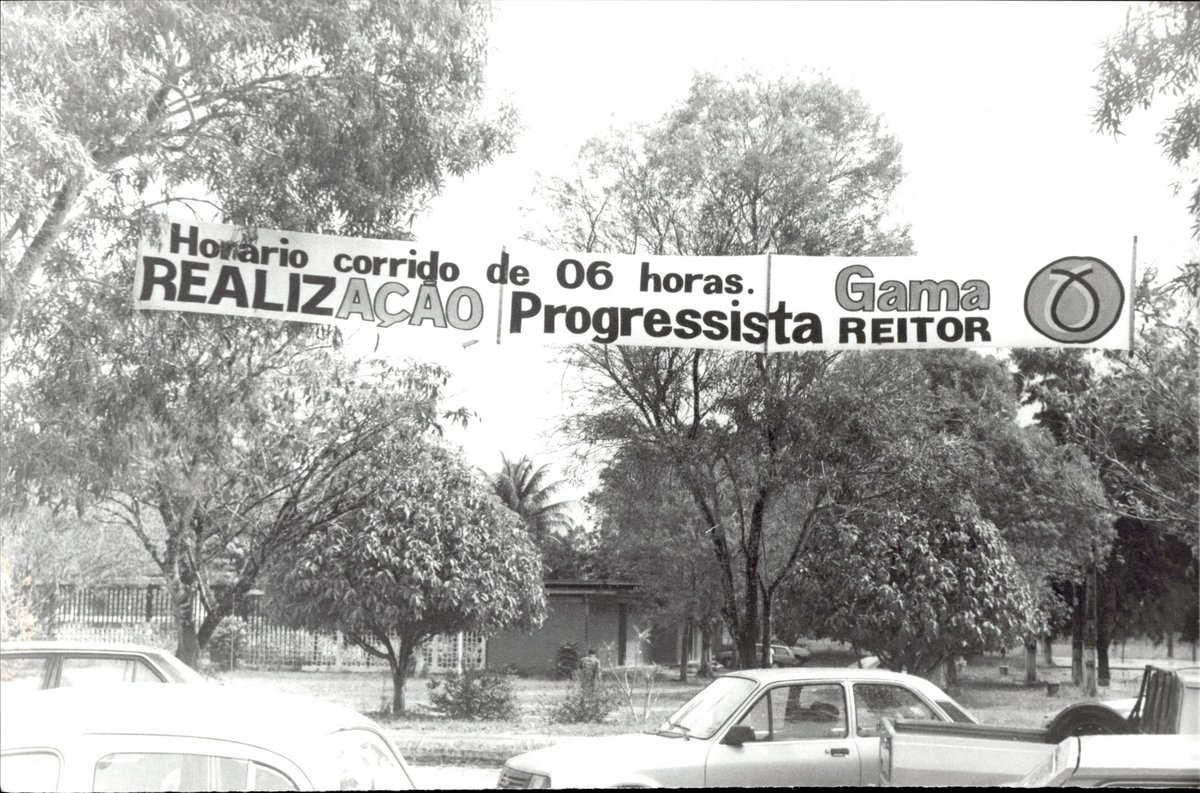 Horario corrido de 06 horas.
REALIZAÇÃO Progressista
Gama
REITOR